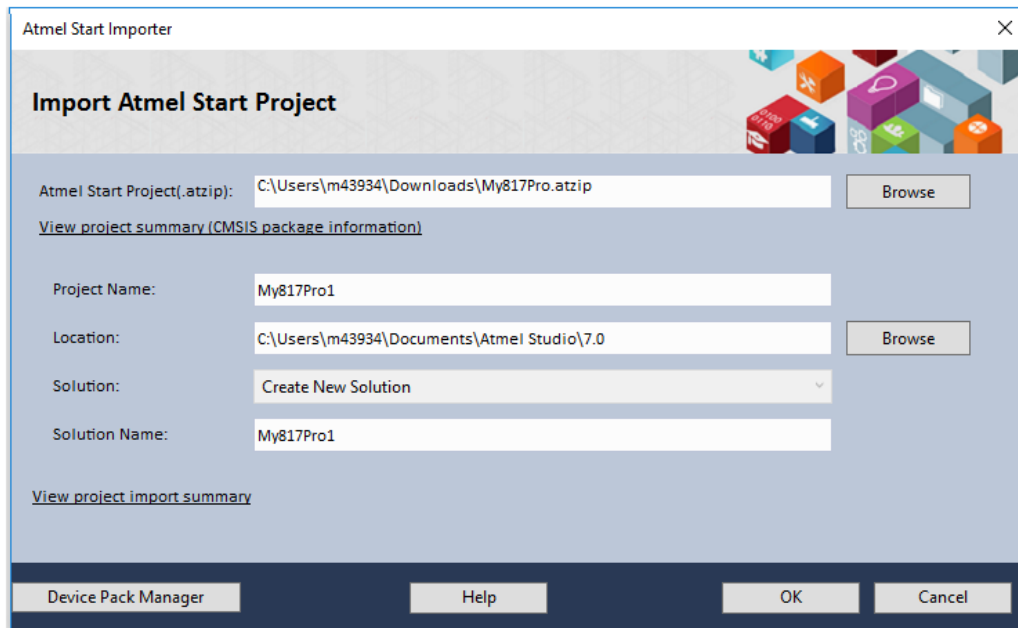 Atmel Start Importer
Import Atmel Start Project
0100
0110
Atmel Start Project(.atzip):
C:\Users\m43934\Downloads\My817Pro.atzip
Browse
View project summary (CMSIS package information)
Project Name:
My817Pro1
Location:
C:\Users\m43934\Documents\Atmel Studio\7.0
Browse
Solution:
Create New Solution
Solution Name:
My817Pro1
View project import summary
Device Pack Manager
Help
OK
Cancel